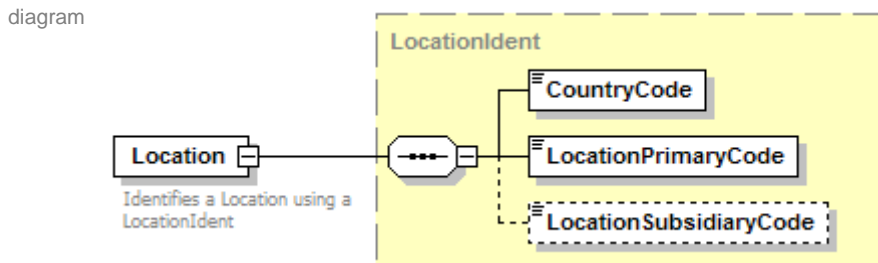 diagram
LocationIdent
CountryCode
Location
LocationPrimaryCode
Identifies a Location using a
LocationIdent
LocationSubsidiaryCode